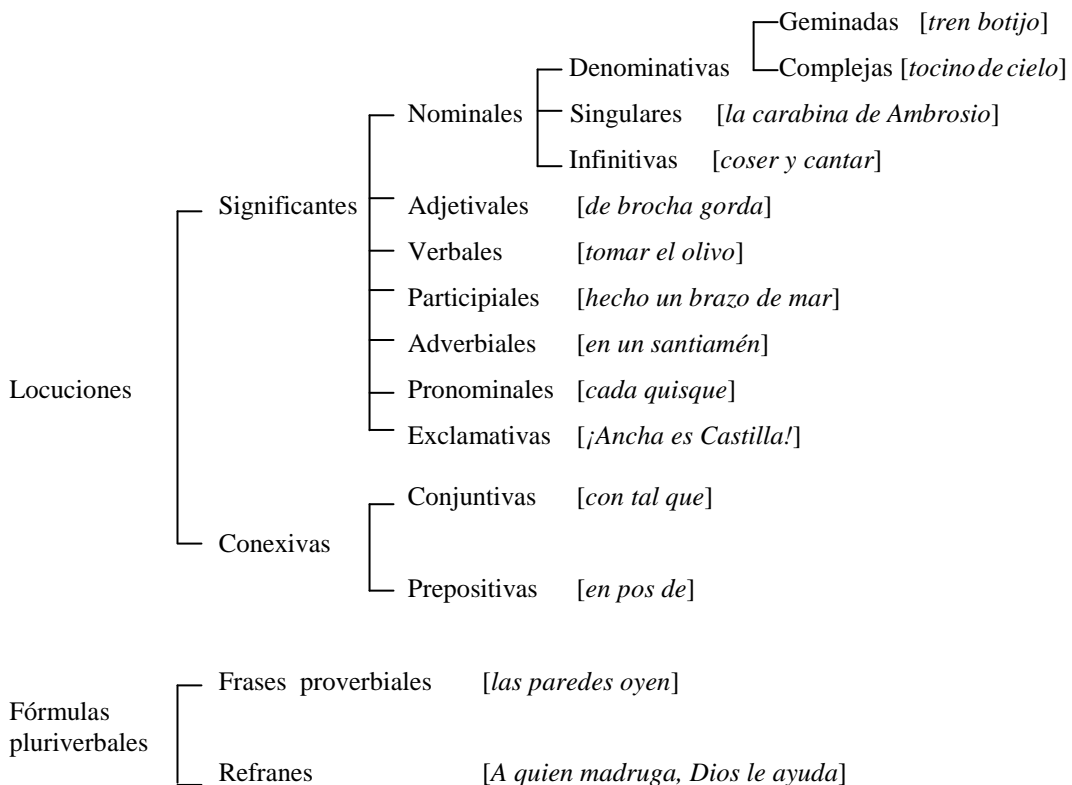 Geminadas [tren botijo]
Denominativas Complejas [tocino de cielo]
Nominales Singulares [la carabina de Ambrosio]
Infinitivas [coser y cantar]
Significantes Adjetivales [de brocha gorda]
Verbales [tomar el olivo]
Participiales [hecho un brazo de mar]
Adverbiales [en un santiamén]
Locuciones Pronominales [cada quisque]
Exclamativas [¡Ancha es Castilla!]
Conjuntivas [con tal que]
Conexivas
Prepositivas [en pos de]
Frases proverbiales [las paredes oyen]
Fórmulas
pluriverbales
Refranes [A quien madruga, Dios le ayuda]